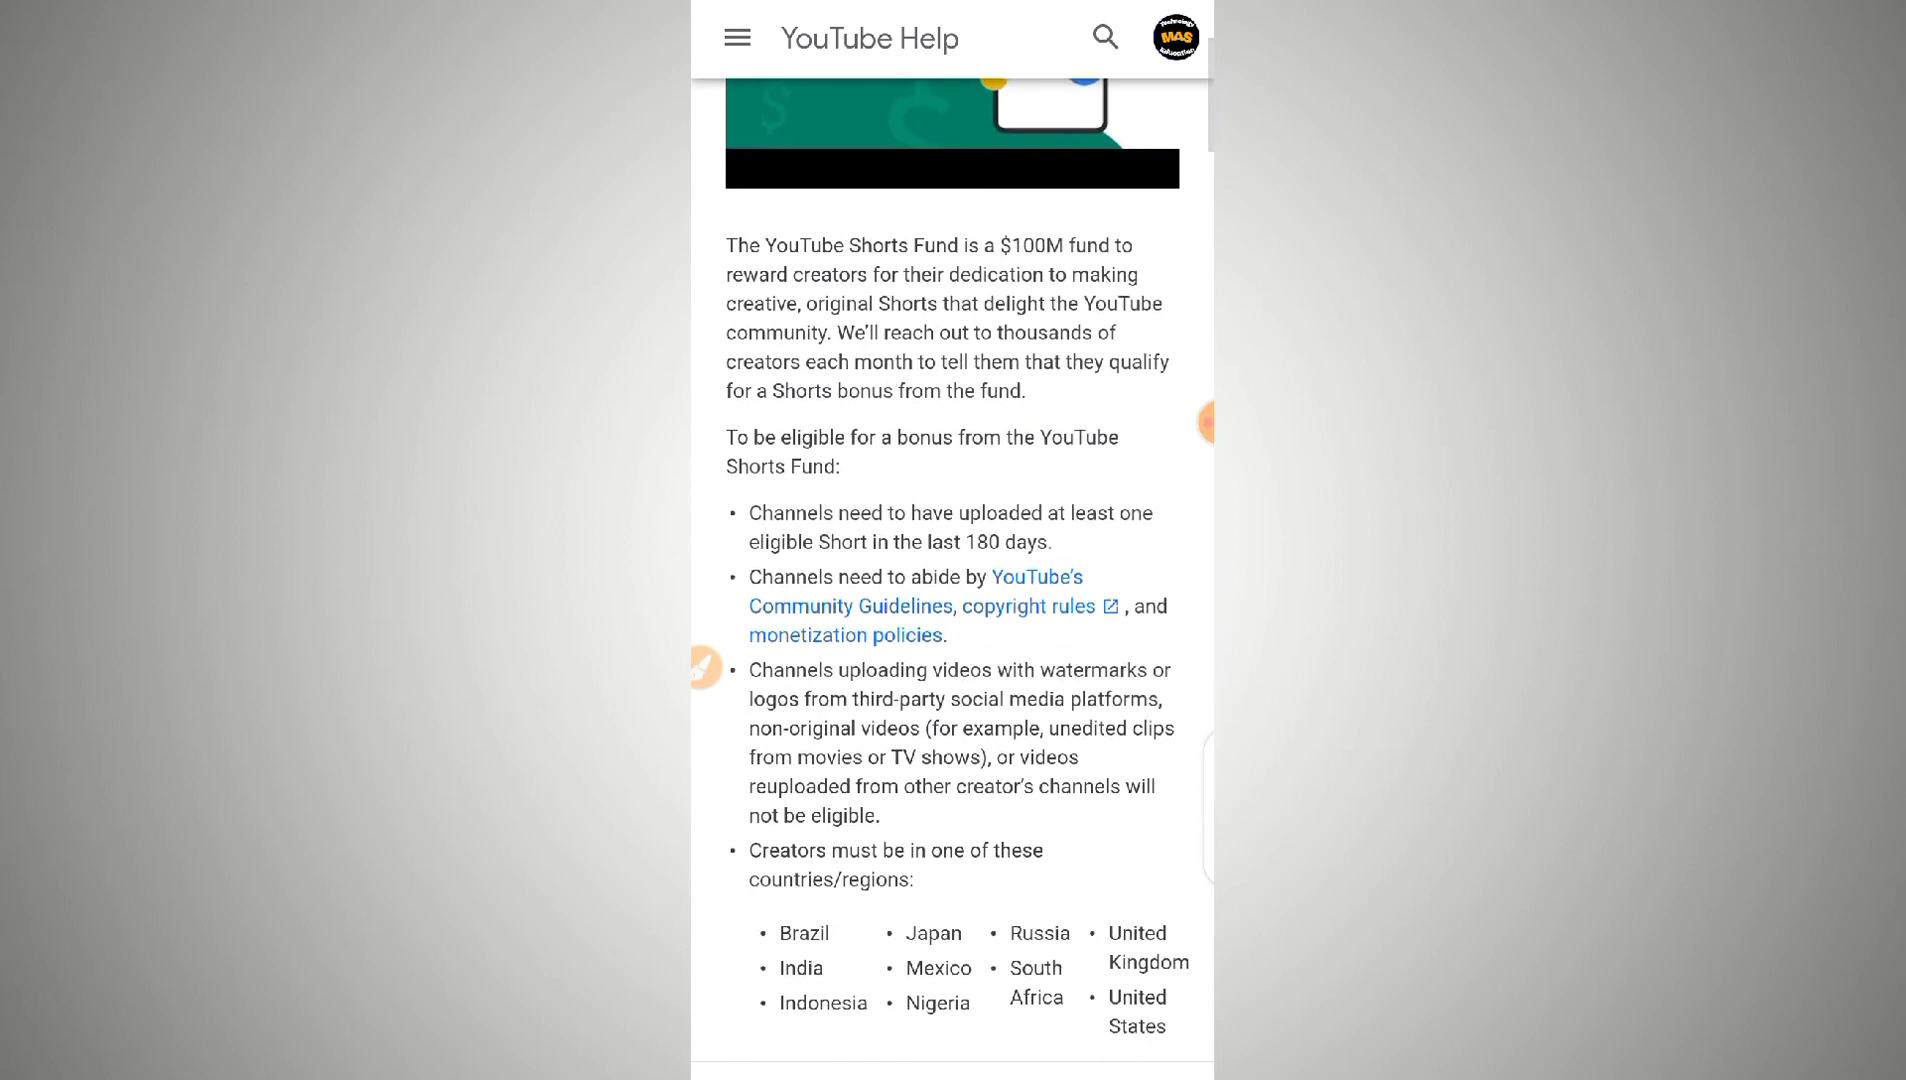 YouTube Help
Technology
MAS
Education
$
The YouTube Shorts Fund is a $100M fund to
reward creators for their dedication to making
creative, original Shorts that delight the YouTube
community. We'll reach out to thousands of
creators each month to tell them that they qualify
for a Shorts bonus from the fund.
To be eligible for a bonus from the YouTube
Shorts Fund:
• Channels need to have uploaded at least one
eligible Short in the last 180 days.
• Channels need to abide by YouTube's
Community Guidelines, copyright rules , and
monetization policies.
• Channels uploading videos with watermarks or
logos from third-party social media platforms,
non-original videos (for example, unedited clips
from movies or TV shows), or videos
reuploaded from other creator's channels will
not be eligible.
• Creators must be in one of these
countries/regions:
• Brazil
• India
• Indonesia
• Japan
• Mexico
• Nigeria
• Russia
• South
Africa
• United
Kingdom
• United
States